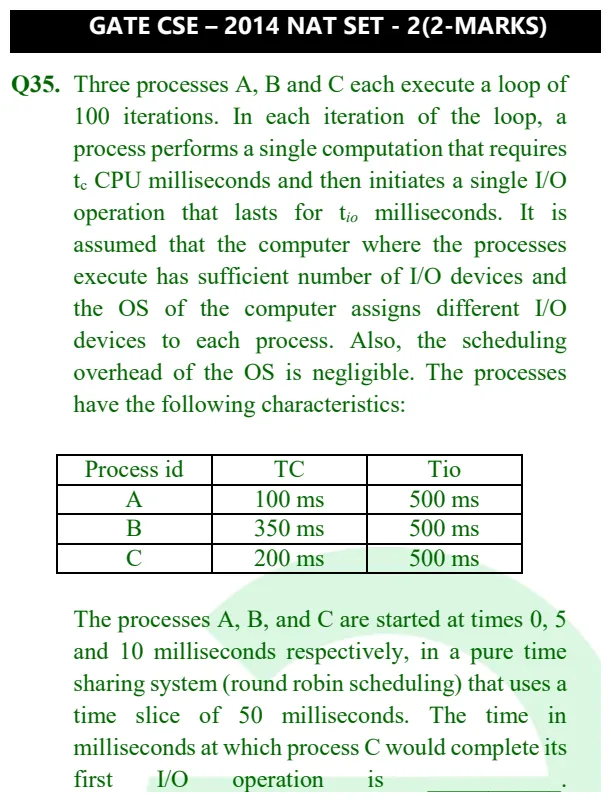 GATE CSE – 2014 NAT SET - 2(2-MARKS)
Q35. Three processes A, B and C each execute a loop of
100 iterations. In each iteration of the loop, a
process performs a single computation that requires
tc CPU milliseconds and then initiates a single I/O
operation that lasts for tio milliseconds. It is
assumed that the computer where the processes
execute has sufficient number of I/O devices and
the OS of the computer assigns different I/O
devices to each process. Also, the scheduling
overhead of the OS is negligible. The processes
have the following characteristics:
Process id TC Tio
A 100 ms 500 ms
B 350 ms 500 ms
C 200 ms 500 ms
The processes A, B, and C are started at times 0, 5
and 10 milliseconds respectively, in a pure time
sharing system (round robin scheduling) that uses a
time slice of 50 milliseconds. The time in
milliseconds at which process C would complete its
first I/O operation is ____________.